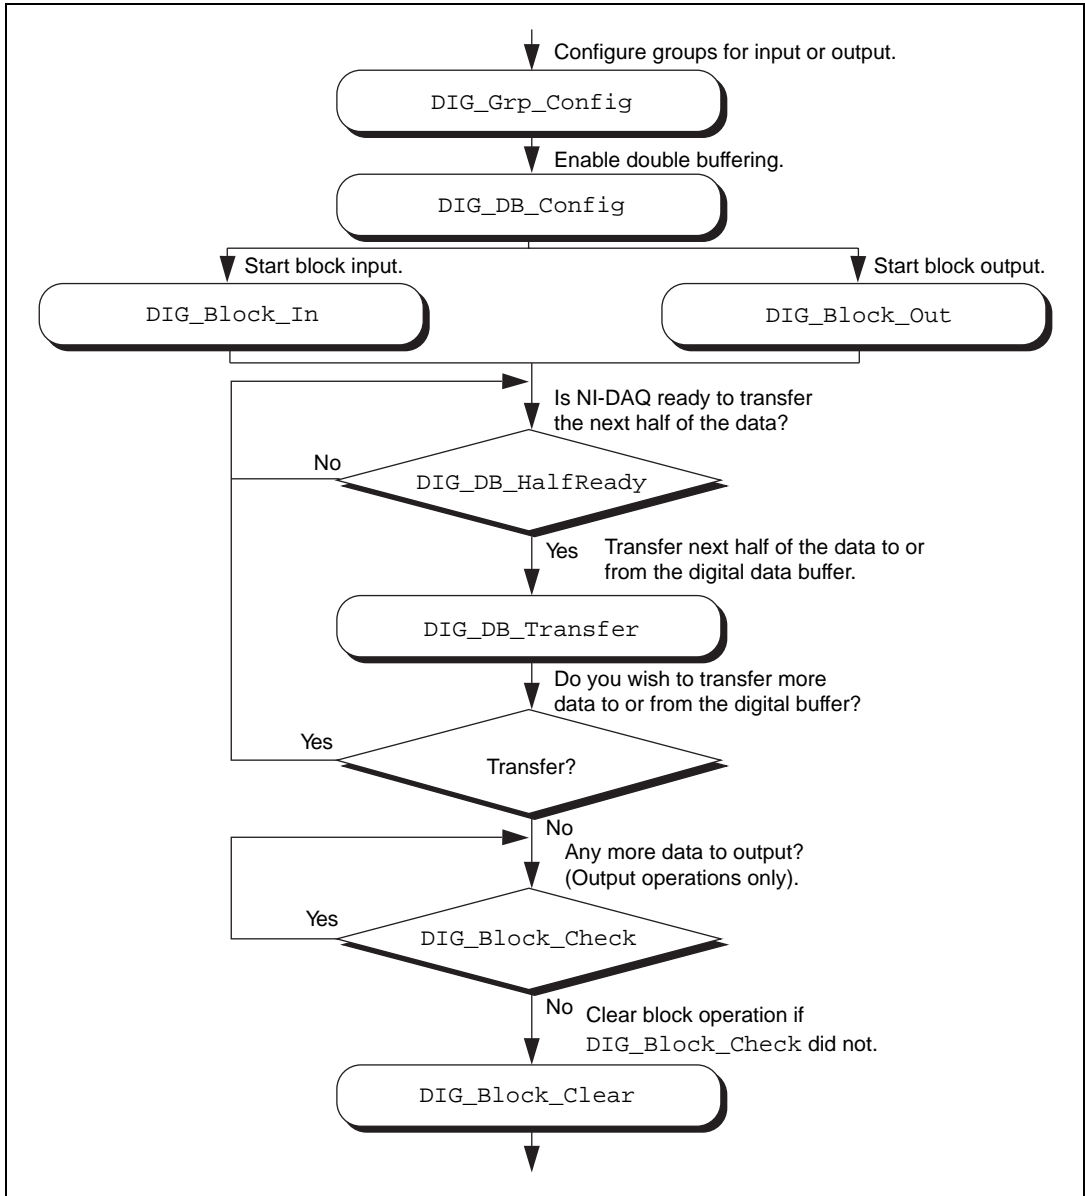 Configure groups for input or output.
DIG_Grp_Config
Enable double buffering.
DIG_DB_Config
Start block input.
Start block output.
DIG_Block_In
DIG_Block_Out
Is NI-DAQ ready to transfer
the next half of the data?
No
DIG_DB_HalfReady
Yes
Transfer next half of the data to or
from the digital data buffer.
DIG_DB_Transfer
Do you wish to transfer more
data to or from the digital buffer?
Yes
Transfer?
No
Any more data to output?
(Output operations only).
Yes
DIG_Block_Check
No
Clear block operation if
DIG_Block_Check did not.
DIG_Block_Clear